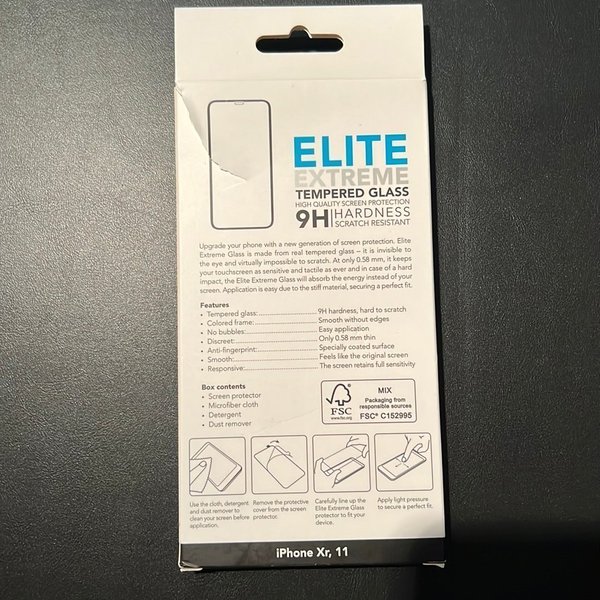 ELITE
EXTREME
TEMPERED GLASS
HIGH QUALITY SCREEN PROTECTION
9H HARDNESS
SCRATCH RESISTANT
Upgrade your phone with a new generation of screen protection. Elite
Extreme Glass is made from real tempered glass – it is invisible to
the eye and virtually impossible to scratch. At only 0.58 mm, it keeps
your touchscreen as sensitive and tactile as ever and in case of a hard
impact, the Elite Extreme Glass will absorb the energy instead of your
screen. Application is easy due to the stiff material, securing a perfect fit.
Features
• Tempered glass: 9H hardness, hard to scratch
• Colored frame: Smooth without edges
• No bubbles: Easy application
• Discreet: Only 0.58 mm thin
• Anti-fingerprint: Specially coated surface
• Smooth: Feels like the original screen
• Responsive: The screen retains full sensitivity
Box contents
• Screen protector
• Microfiber cloth
• Detergent
• Dust remover
FSC
www.fsc.org
MIX
Packaging from
responsible sources
FSC® C152995
Use the cloth, detergent
and dust remover to
clean your screen before
application.
Remove the protective
cover from the screen
protector.
Carefully line up the
Elite Extreme Glass
protector to fit your
device.
Apply light pressure
to secure a perfect fit.
iPhone Xr, 11